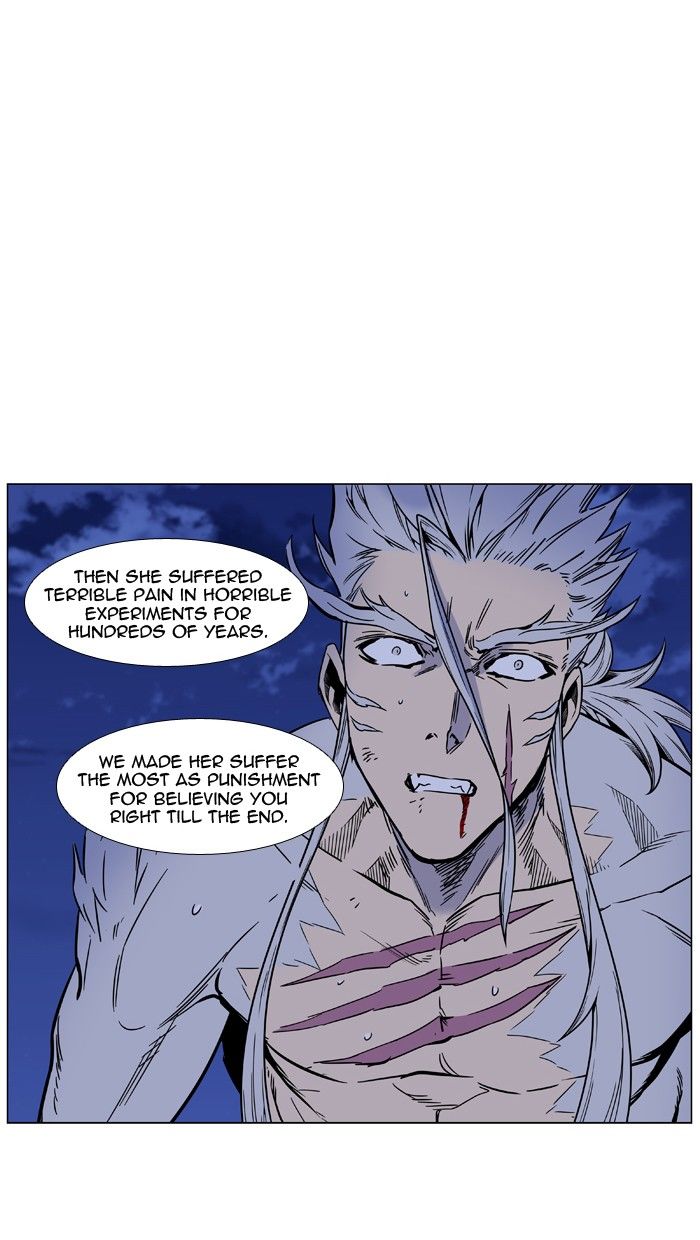 THEN SHE SUFFERED
TERRIBLE PAIN IN HORRIBLE
EXPERIMENTS FOR
HUNDREDS OF YEARS.
WE MADE HER SUFFER
THE MOST AS PUNISHMENT
FOR BELIEVING YOU
RIGHT TILL THE END.